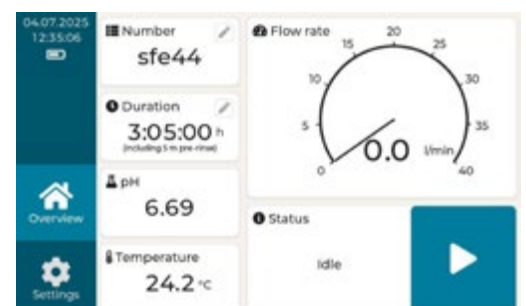 04.07.2025
12:35:06
Overview
Settings
Number
sfe44
Duration
3:05:00 h
(including 5 m pre-rinse)
pH
6.69
Temperature
24.2 °C
Flow rate
0
5
10
15
20
25
30
35
40
0.0 l/min
Status
Idle